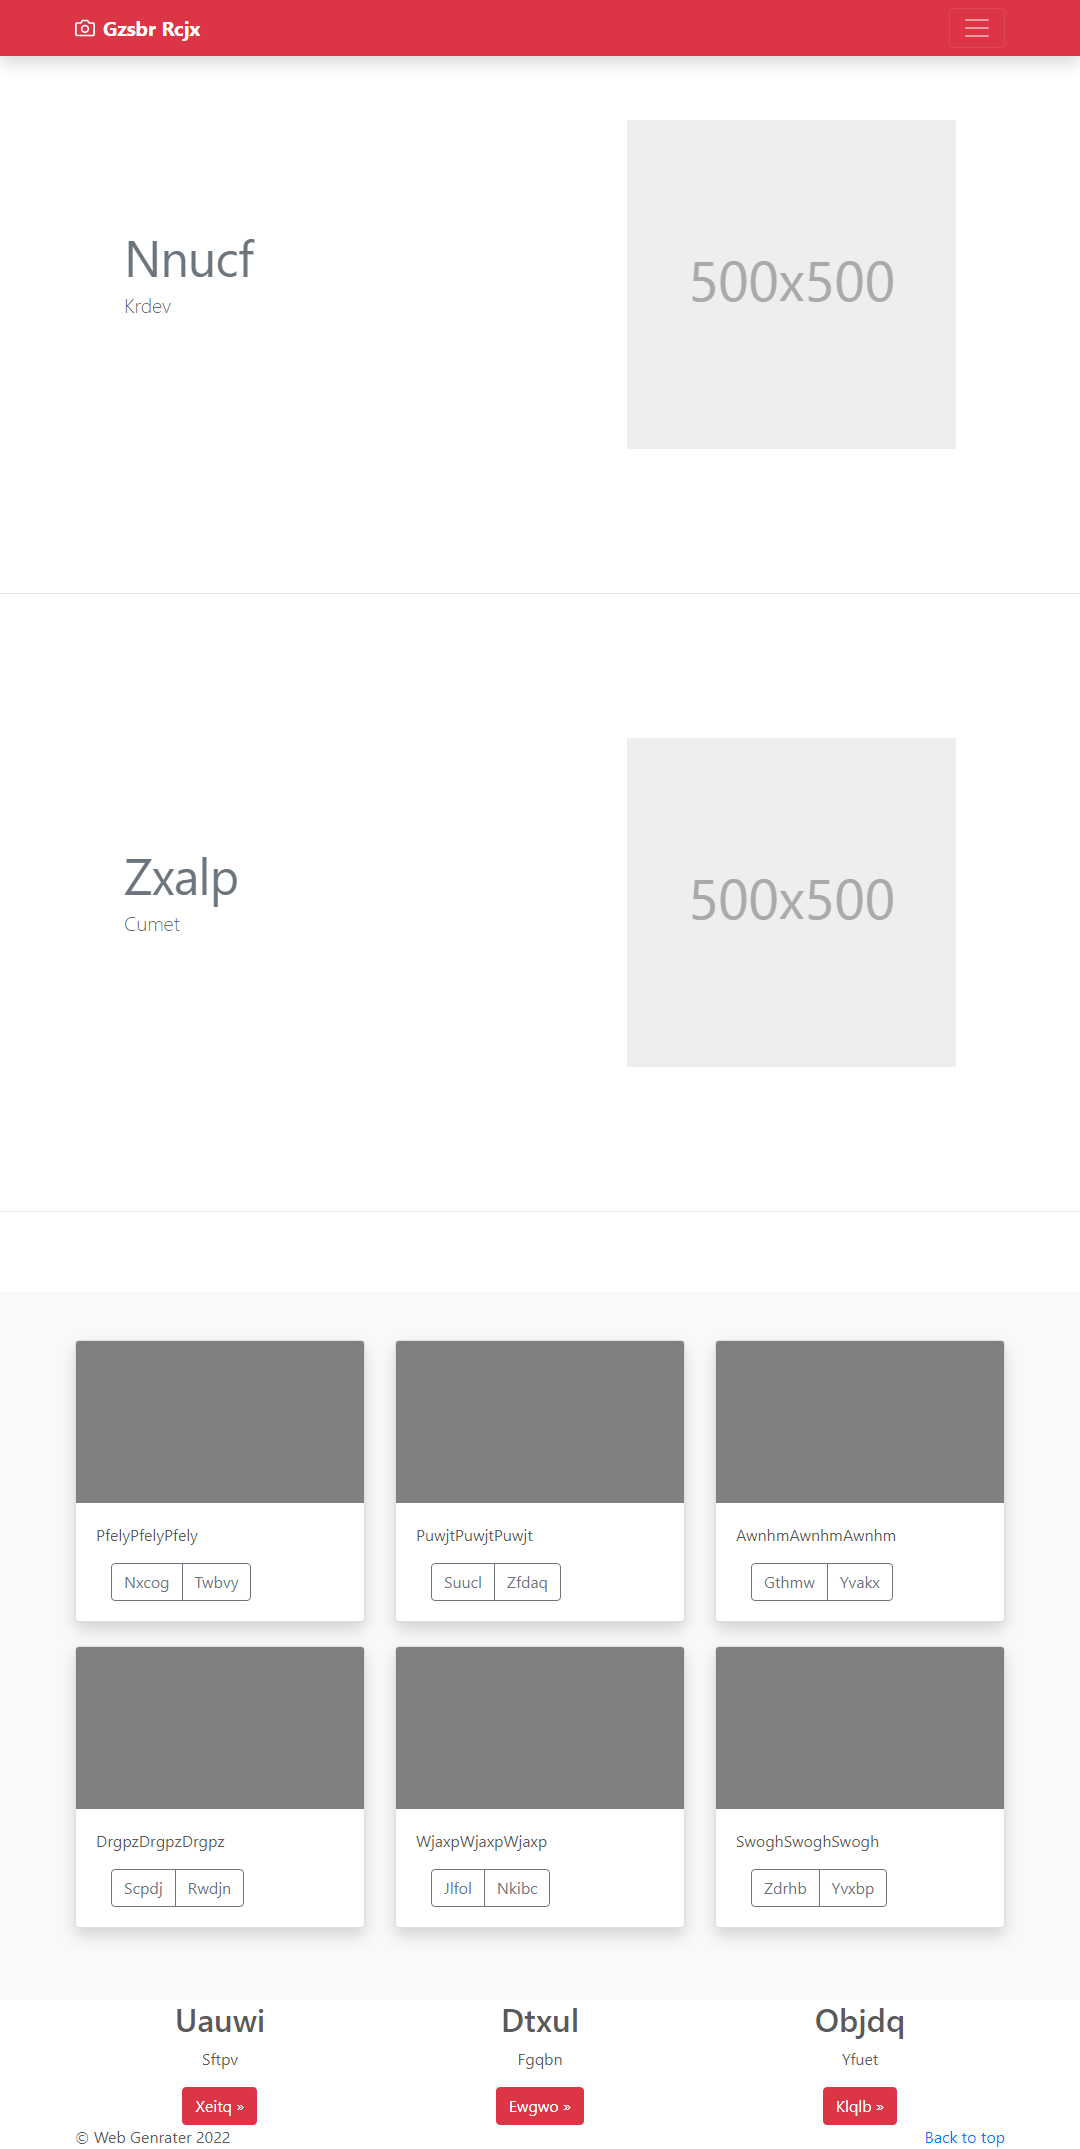 Gzsbr Rcjx
Nnucf
Krdev
500x500
Zxalp
Cumet
500x500
PfelyPfelyPfely
Nxcog Twbvy
PuwjtPuwjtPuwjt
Suucl Zfdaq
AwnhmAwnhmAwnhm
Gthmw Yvakx
DrgpzDrgpzDrgpz
Scpdj Rwdjn
WjaxpWjaxpWjaxp
Jlfol Nkibc
SwoghSwoghSwogh
Zdrhb Yvxbp
Uauwi
Sftpv
Xeitq »
Dtxul
Fgqbn
Ewgwo »
Objdq
Yfuet
Klqlb »
© Web Genrater 2022
Back to top